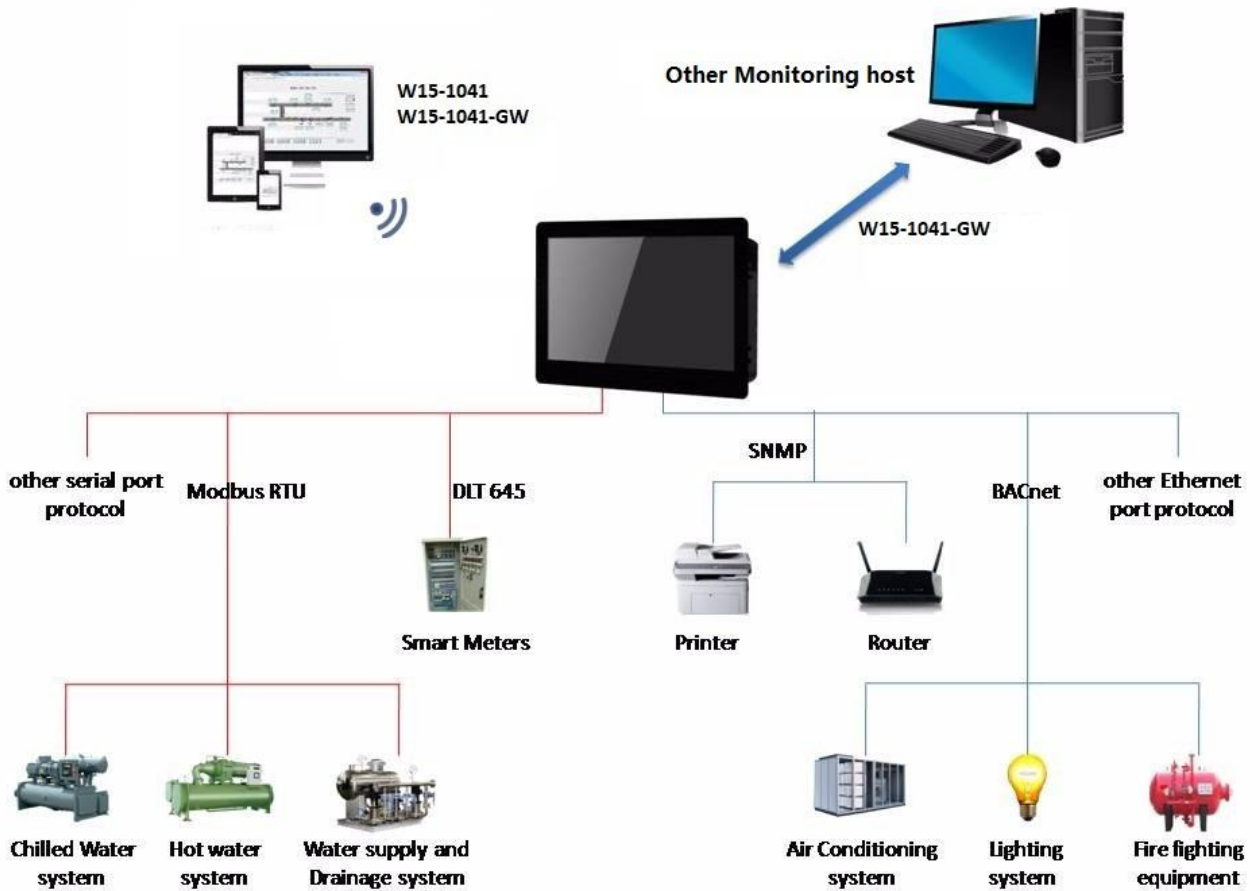 W15-1041
W15-1041-GW
Other Monitoring host
W15-1041-GW
other serial port
protocol
Modbus RTU
DLT 645
SNMP
BACnet
other Ethernet
port protocol
Smart Meters
Printer
Router
Chilled Water
system
Hot water
system
Water supply and
Drainage system
Air Conditioning
system
Lighting
system
Fire fighting
equipment